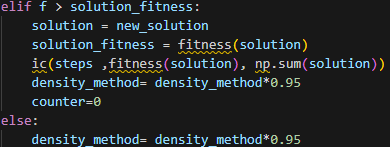 elif f > solution_fitness:
solution = new_solution
solution_fitness = fitness(solution)
ic(steps ,fitness(solution), np.sum(solution))
density_method= density_method*0.95
counter=0
else:
density_method= density_method*0.95